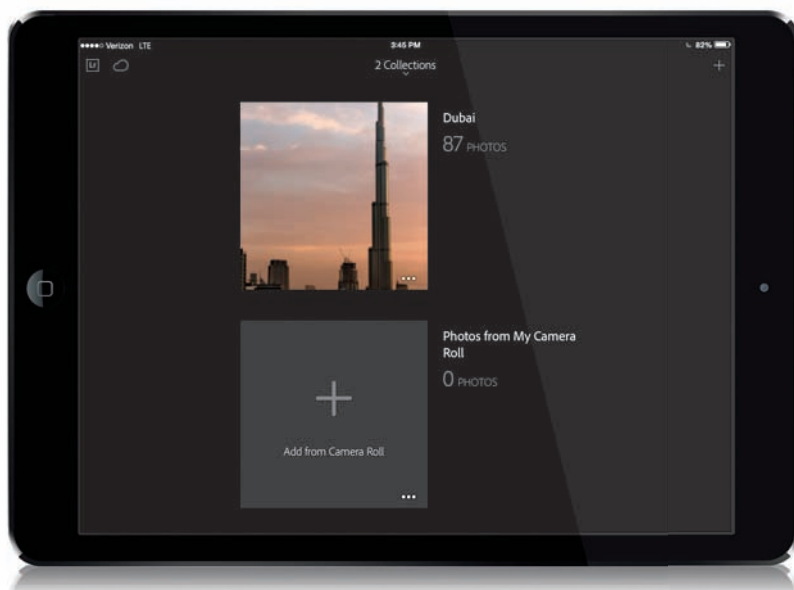 Verizon LTE
3:45 PM
82%
Lr
2 Collections
Dubai
87 PHOTOS
Photos from My Camera
Roll
0 PHOTOS
Add from Camera Roll